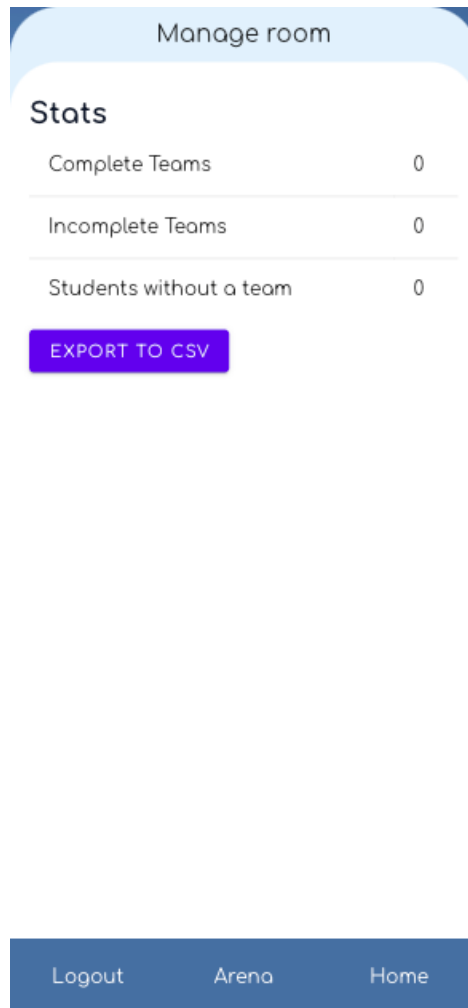 Manage room
Stats
Complete Teams 0
Incomplete Teams 0
Students without a team 0
EXPORT TO CSV
Logout Arena Home